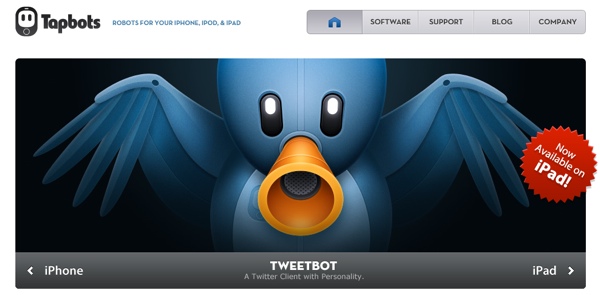 Tapbots
ROBOTS FOR YOUR IPHONE, IPOD, & IPAD
SOFTWARE
SUPPORT
BLOG
COMPANY
Now
Available on
iPad!
iPhone
TWEETBOT
A Twitter Client with Personality.
iPad